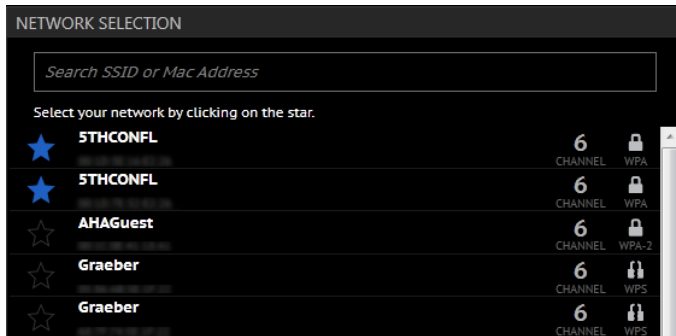 NETWORK SELECTION
Search SSID or Mac Address
Select your network by clicking on the star.
5THCONFL 6
CHANNEL WPA
5THCONFL 6
CHANNEL WPA
AHAGuest 6
CHANNEL WPA-2
Graeber 6
CHANNEL WPS
Graeber 6
CHANNEL WPS